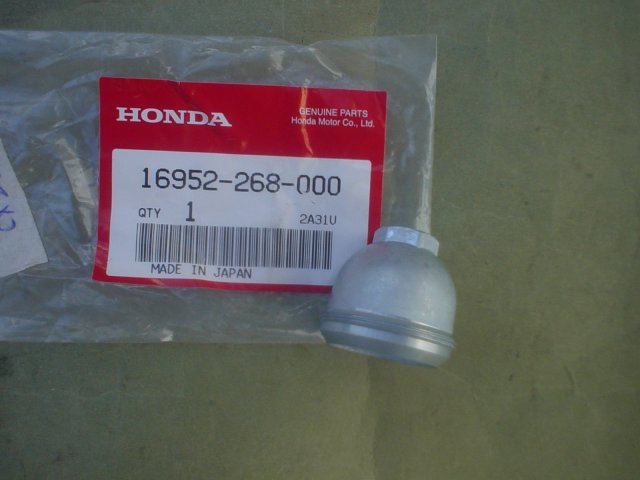 HONDA
GENUINE PARTS
Honda Motor Co., Ltd.
16952-268-000
QTY 1
2A31U
MADE IN JAPAN